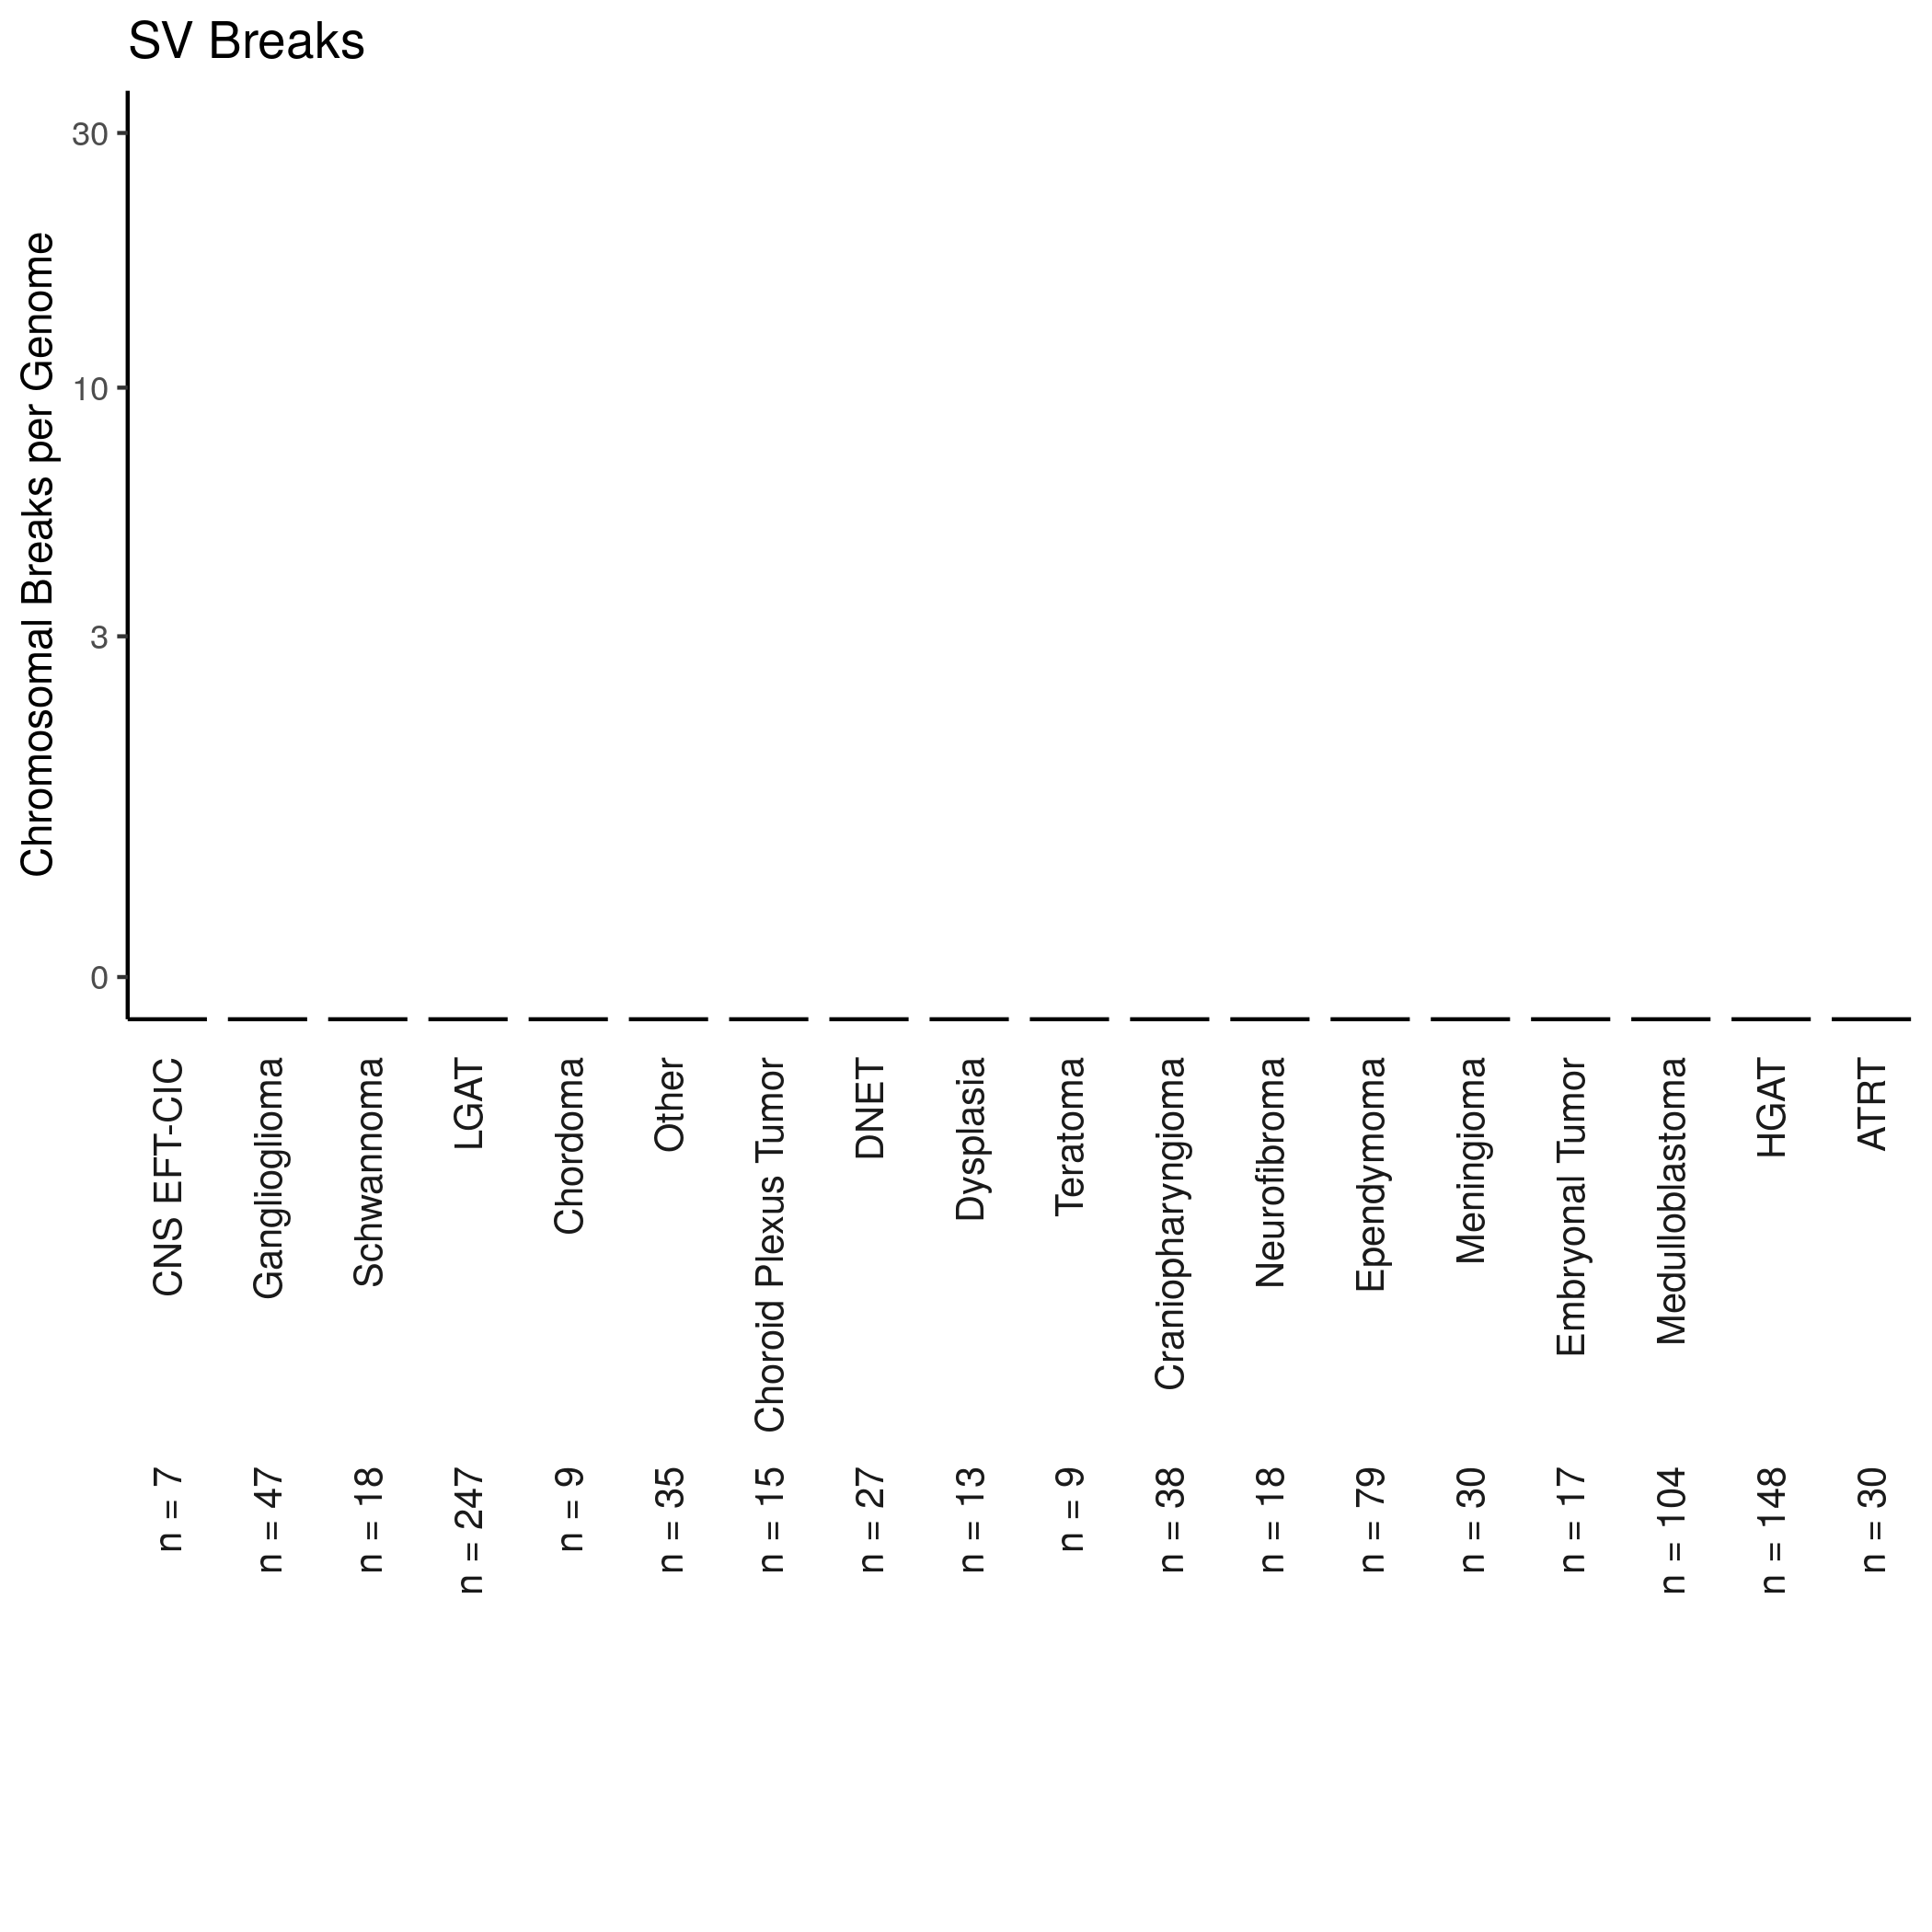 SV Breaks
Chromosomal Breaks per Genome
30
10
3
0
CNS EFT-CIC
Ganglioglioma
Schwannoma
LGAT
Chordoma
Other
Choroid Plexus Tumor
DNET
Dysplasia
Teratoma
Craniopharyngioma
Neurofibroma
Ependymoma
Meningioma
Embryonal Tumor
Medulloblastoma
HGAT
ATRT
n = 7
n = 47
n = 18
n = 247
n = 9
n = 35
n = 15
n = 27
n = 13
n = 9
n = 38
n = 18
n = 79
n = 30
n = 17
n = 104
n = 148
n = 30